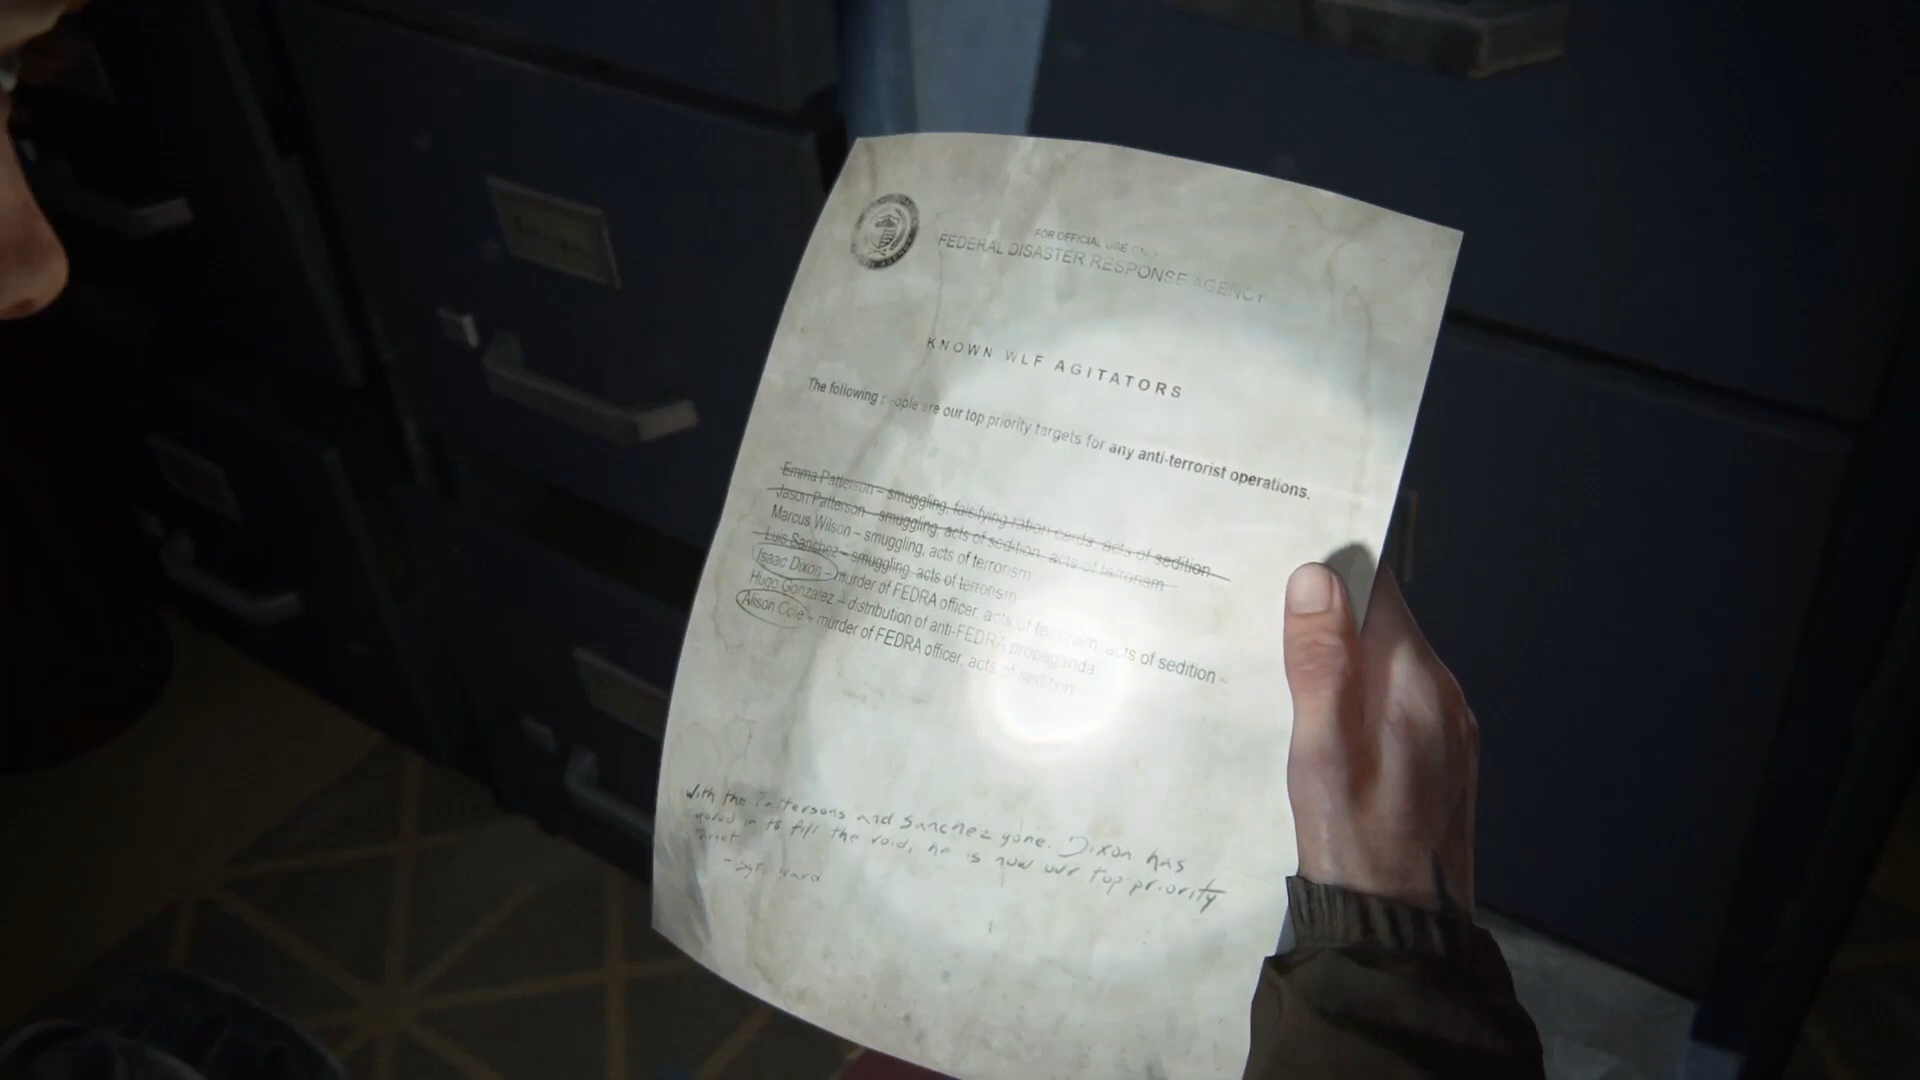 FOR OFFICIAL USE
FEDERAL DISASTER RESPONSE AGENCY
KNOWN WLF AGITATORS
The following people are our top priority targets for any anti-terrorist operations.
Emma Patterson – smuggling, falsifying ration cards, acts of sedition
Jason Patterson – smuggling, acts of sedition, acts of terrorism
Marcus Wilson – smuggling, acts of terrorism
Luis Sanchez – smuggling, acts of terrorism
Isaac Dixon – murder of FEDRA officer, acts of terrorism, acts of sedition
Hugo Gonzalez – distribution of anti-FEDRA propaganda
Alison Cole – murder of FEDRA officer, acts of sedition
With the Pattersons and Sanchez gone, Dixon has
moved in to fill the void, he is now our top priority
target
- Sgt. Ward